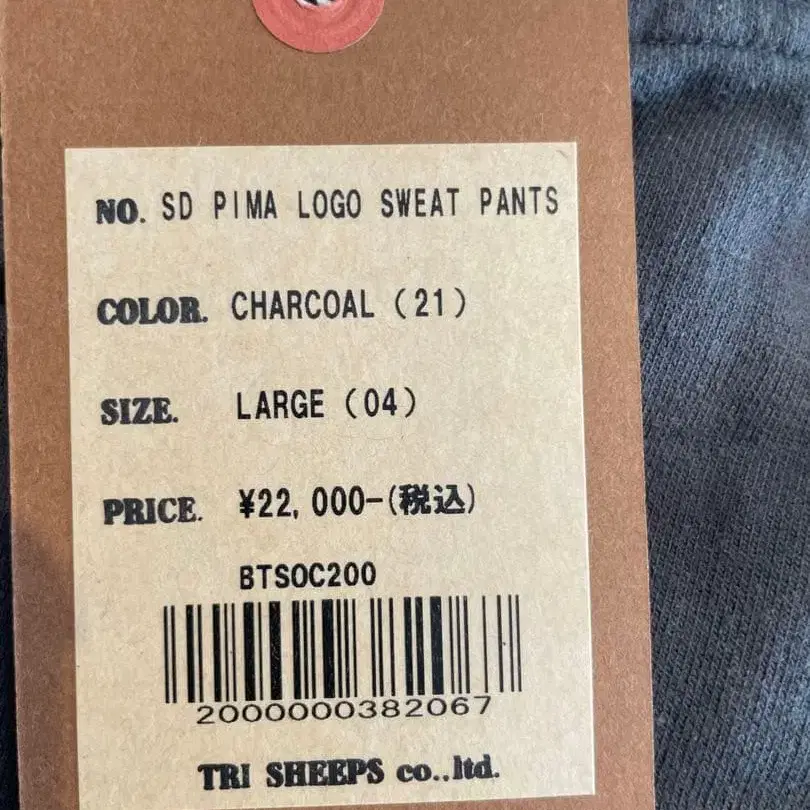 NO. SD PIMA LOGO SWEAT PANTS
COLOR. CHARCOAL (21)
SIZE. LARGE (04)
PRICE. ¥22,000-(税込)
BTSOC200
2000000382067
TRI SHEEPS co.,ltd.